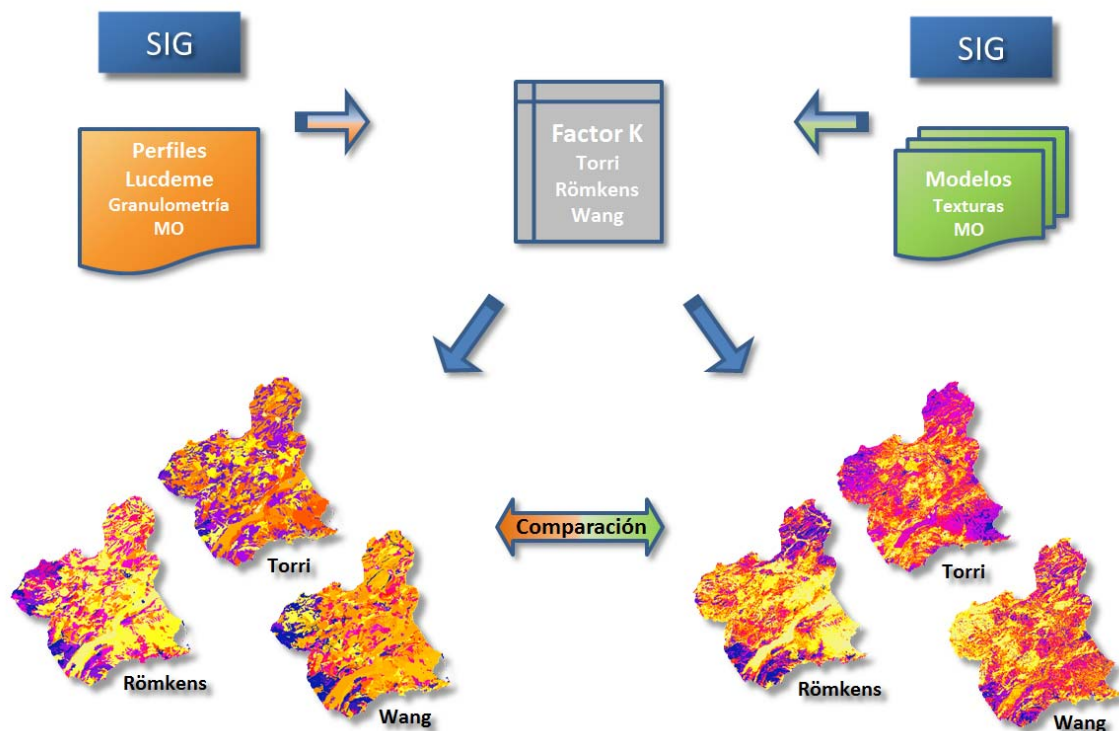 SIG
SIG
Perfiles
Lucdeme
Granulometría
MO
Factor K
Torri
Römkens
Wang
Modelos
Texturas
MO
Comparación
Torri
Römkens
Wang
Torri
Römkens
Wang